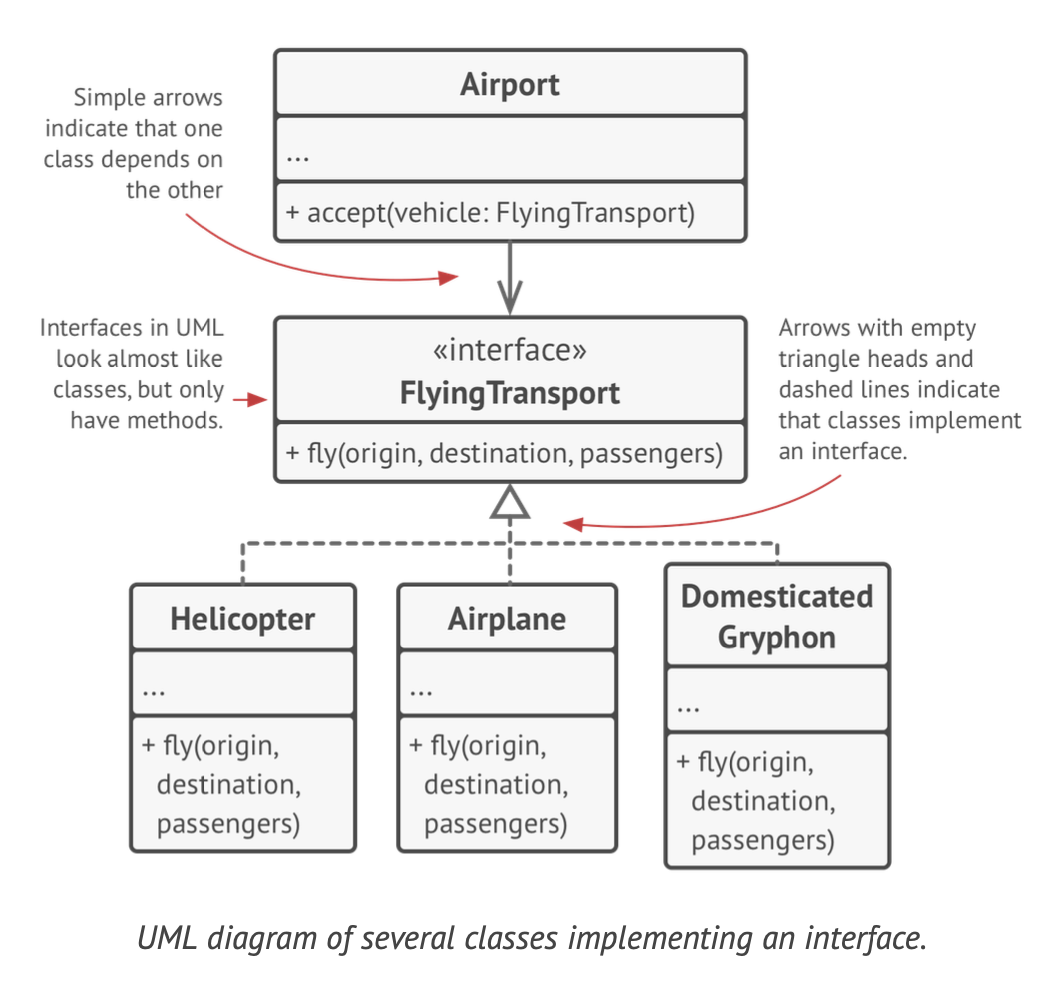 Simple arrows
indicate that one
class depends on
the other
Airport
...
+ accept(vehicle: FlyingTransport)
Interfaces in UML
look almost like
classes, but only
have methods.
«interface»
FlyingTransport
+ fly(origin, destination, passengers)
Arrows with empty
triangle heads and
dashed lines indicate
that classes implement
an interface.
Helicopter
...
+ fly(origin,
destination,
passengers)
Airplane
...
+ fly(origin,
destination,
passengers)
Domesticated
Gryphon
...
+ fly(origin,
destination,
passengers)
UML diagram of several classes implementing an interface.